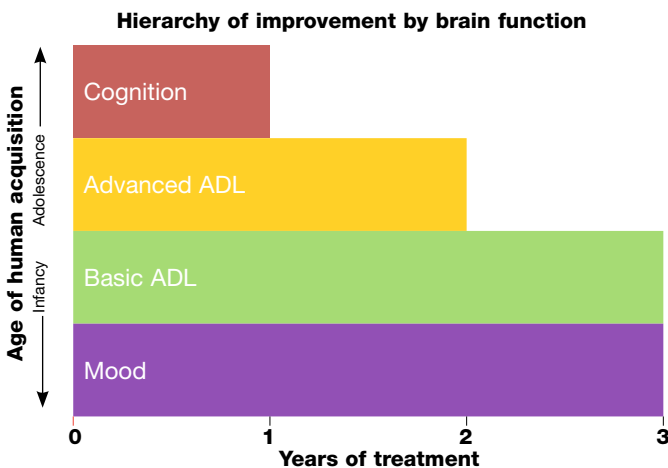 Hierarchy of improvement by brain function
Age of human acquisition
Adolescence
Infancy
Cognition
Advanced ADL
Basic ADL
Mood
0 1 2 3
Years of treatment